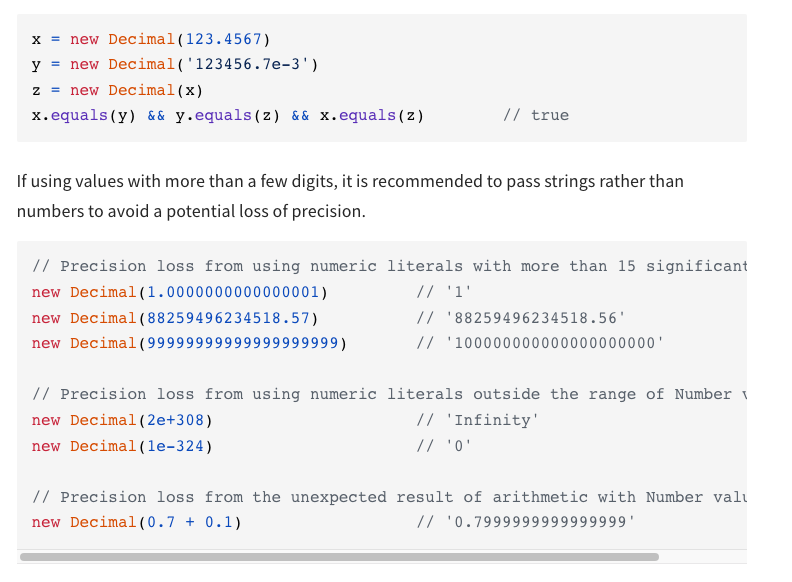 x = new Decimal(123.4567)
y = new Decimal('123456.7e-3')
z = new Decimal(x)
x.equals(y) && y.equals(z) && x.equals(z)        // true
If using values with more than a few digits, it is recommended to pass strings rather than
numbers to avoid a potential loss of precision.
// Precision loss from using numeric literals with more than 15 significant
new Decimal(1.0000000000000001)         // '1'
new Decimal(88259496234518.57)          // '88259496234518.56'
new Decimal(99999999999999999999)       // '100000000000000000000'
// Precision loss from using numeric literals outside the range of Number
new Decimal(2e+308)                     // 'Infinity'
new Decimal(1e-324)                     // '0'
// Precision loss from the unexpected result of arithmetic with Number
new Decimal(0.7 + 0.1)                  // '0.7999999999999999'